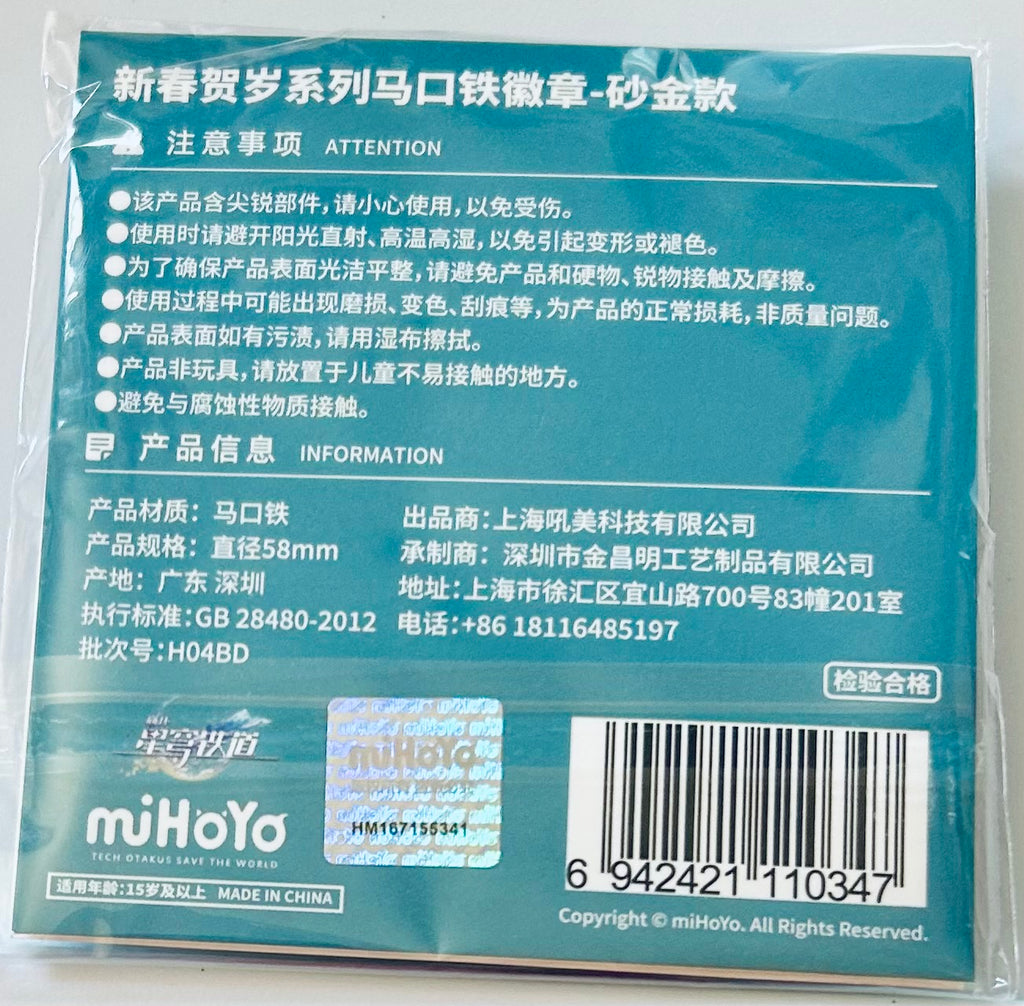 新春贺岁系列马口铁徽章-砂金款
注意事项 ATTENTION
●该产品含尖锐部件，请小心使用，以免受伤。
●使用时请避开阳光直射、高温高湿，以免引起变形或褪色。
●为了确保产品表面光洁平整，请避免产品和硬物、锐物接触及摩擦。
●使用过程中可能出现磨损、变色、刮痕等，为产品的正常损耗，非质量问题。
●产品表面如有污渍，请用湿布擦拭。
●产品非玩具，请放置于儿童不易接触的地方。
●避免与腐蚀性物质接触。
产品信息 INFORMATION
产品材质：马口铁
产品规格：直径58mm
产地：广东 深圳
执行标准：GB 28480-2012
批次号：H04BD
出品商：上海吼美科技有限公司
承制商：深圳市金昌明工艺制品有限公司
地址：上海市徐汇区宜山路700号83幢201室
电话：+86 18116485197
检验合格
崩坏
星穹铁道
miHoYo
TECH OTAKUS SAVE THE WORLD
适用年龄：15岁及以上 MADE IN CHINA
miHoYo
HM167155341
6 942421 110347
Copyright © miHoYo. All Rights Reserved.